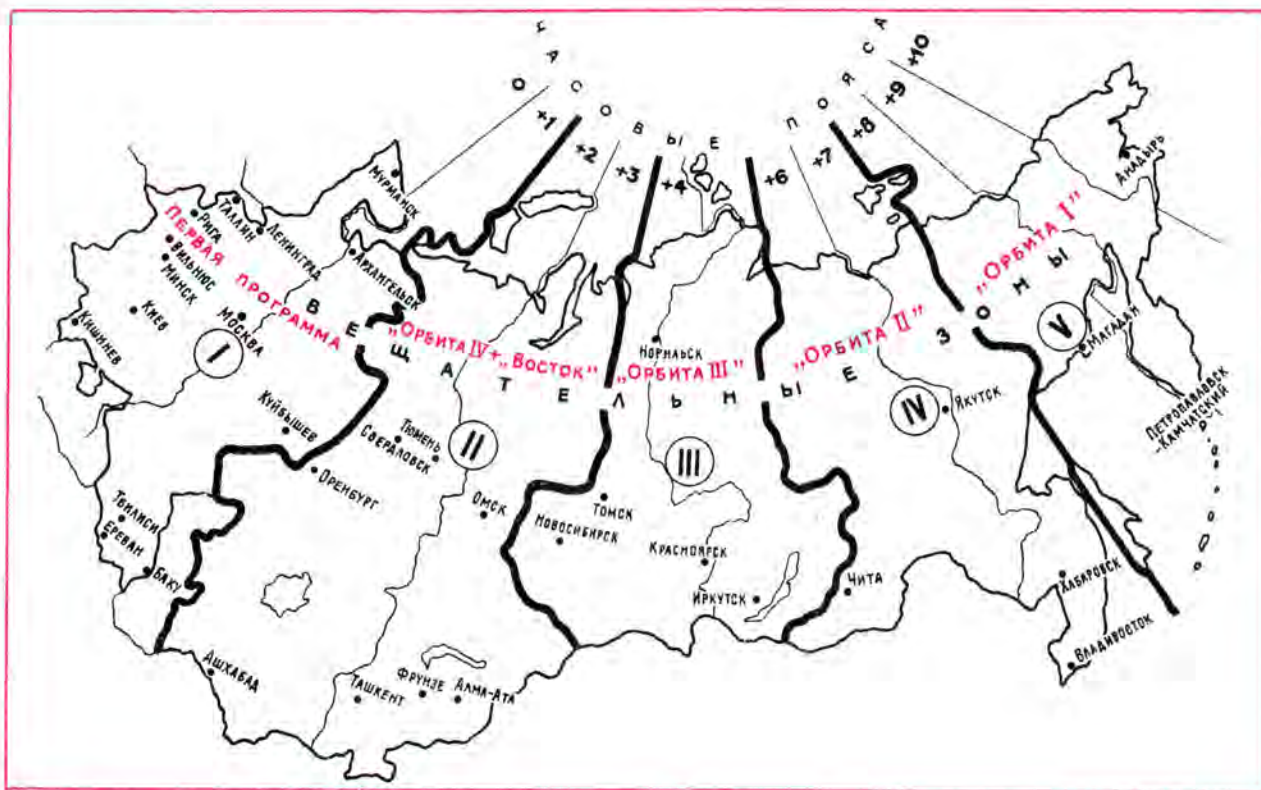 ЧАСОВЫЕ ПОЯСА
0
+1
+2
+3
+4
+6
+7
+8
+9
+10
ВЕЩАТЕЛЬНЫЕ ЗОНЫ
ПЕРВАЯ ПРОГРАММА
„ОРБИТА IV + „ВОСТОК"
„ОРБИТА III"
„ОРБИТА II"
„ОРБИТА I"
I
II
III
IV
V
МУРМАНСК
ТАЛЛИН
РИГА
ЛЕНИНГРАД
ВИЛЬНЮС
МИНСК
АРХАНГЕЛЬСК
КИЕВ
МОСКВА
КИШИНЕВ
КУЙБЫШЕВ
ОРЕНБУРГ
ТБИЛИСИ
ЕРЕВАН
БАКУ
ТЮМЕНЬ
СВЕРДЛОВСК
ОМСК
АШХАБАД
ТАШКЕНТ
ФРУНЗЕ
АЛМА-АТА
НОРИЛЬСК
ТОМСК
НОВОСИБИРСК
КРАСНОЯРСК
ИРКУТСК
ЧИТА
ЯКУТСК
ХАБАРОВСК
ВЛАДИВОСТОК
МАГАДАН
АНАДЫРЬ
ПЕТРОПАВЛОВСК
-КАМЧАТСКИЙ